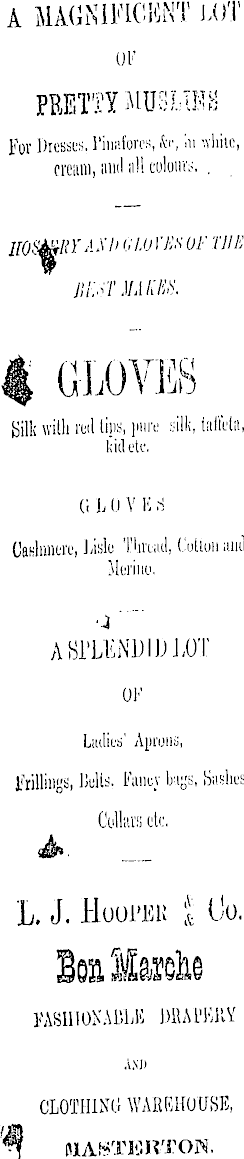 A MAGNIFICENT LOT
OF
PRETTY MUSLINS
For Dresses, Pinafores, &c, in white,
cream, and all colours.
HOSIERY AND GLOVES OF THE
BEST MAKES.
GLOVES
Silk with red tips, pure silk, taffeta,
kid etc.
GLOVES
Cashmere, Lisle Thread, Cotton and
Merino.
A SPLENDID LOT
OF
Ladies' Aprons,
Frillings, Belts. Fancy bags, Sashes
Collars etc.
L. J. HOOPER & Co.
Bon Marche
FASHIONABLE DRAPERY
AND
CLOTHING WAREHOUSE,
MASTERTON.